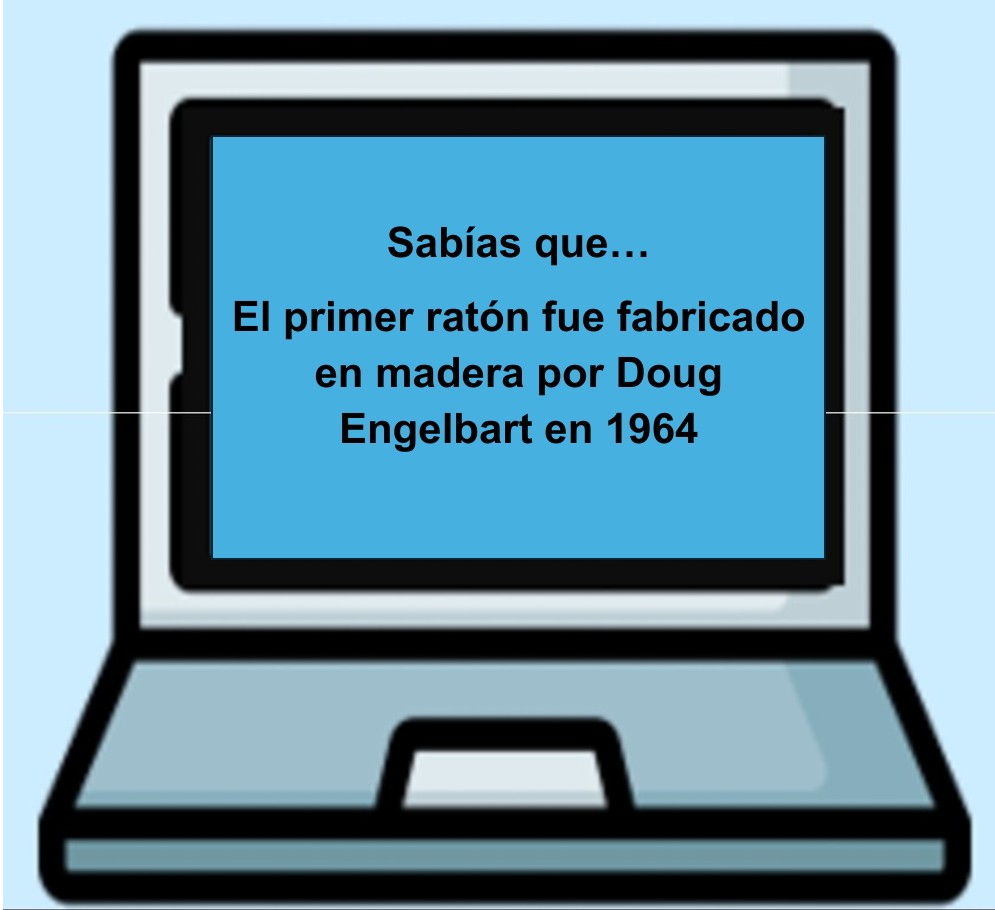 Sabías que…
El primer ratón fue fabricado
en madera por Doug
Engelbart en 1964